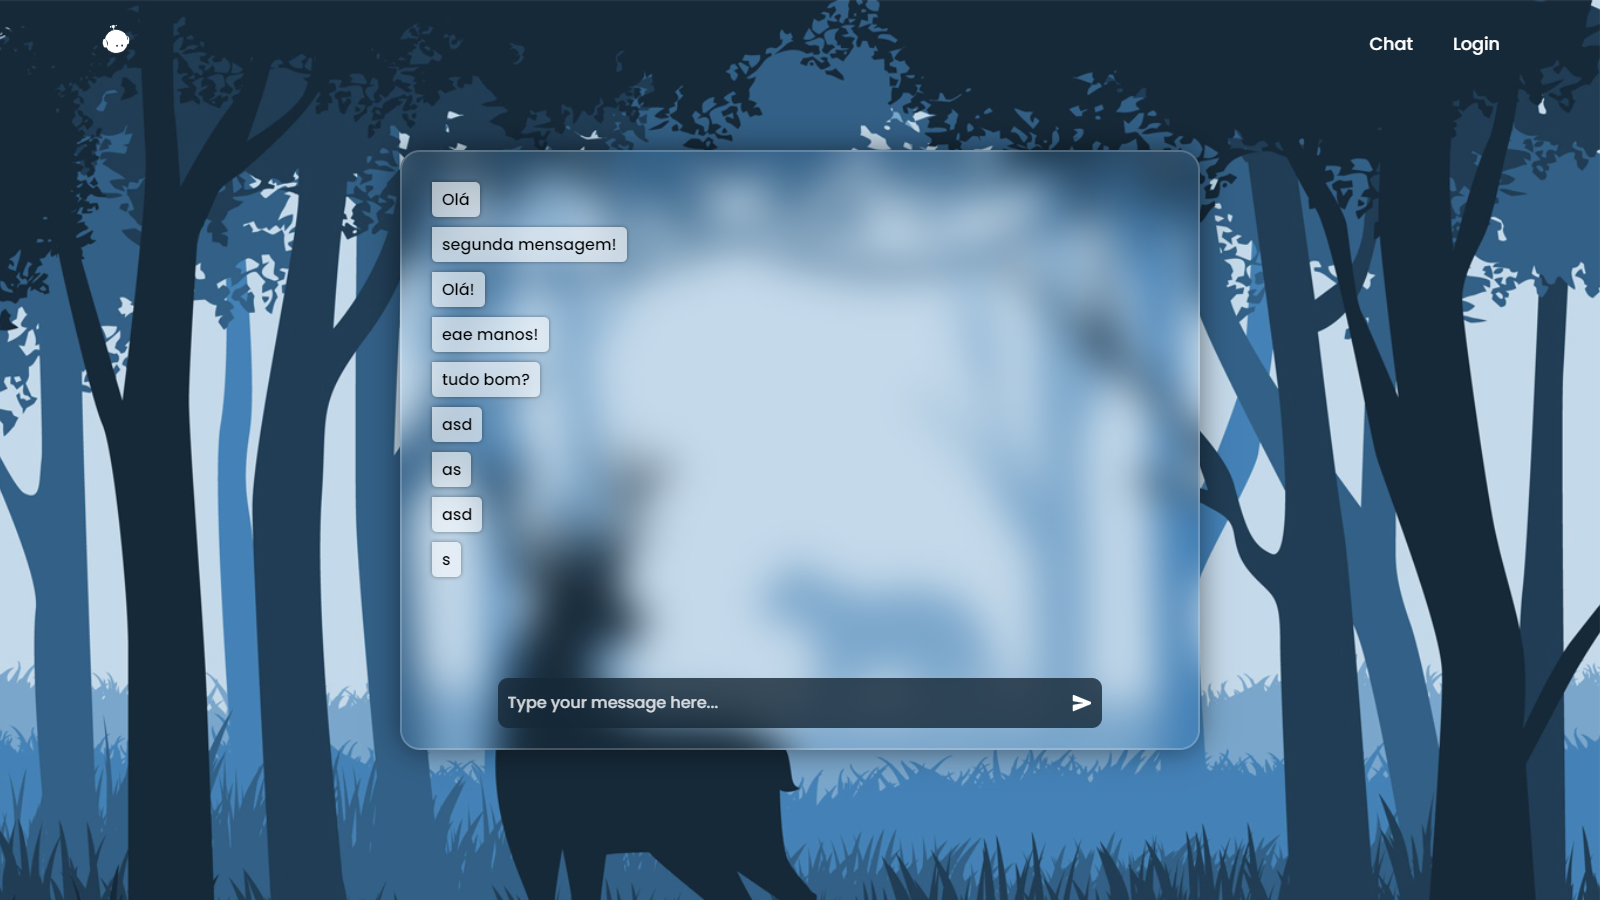 Chat Login
Olá
segunda mensagem!
Olá!
eae manos!
tudo bom?
asd
as
asd
s
Type your message here...